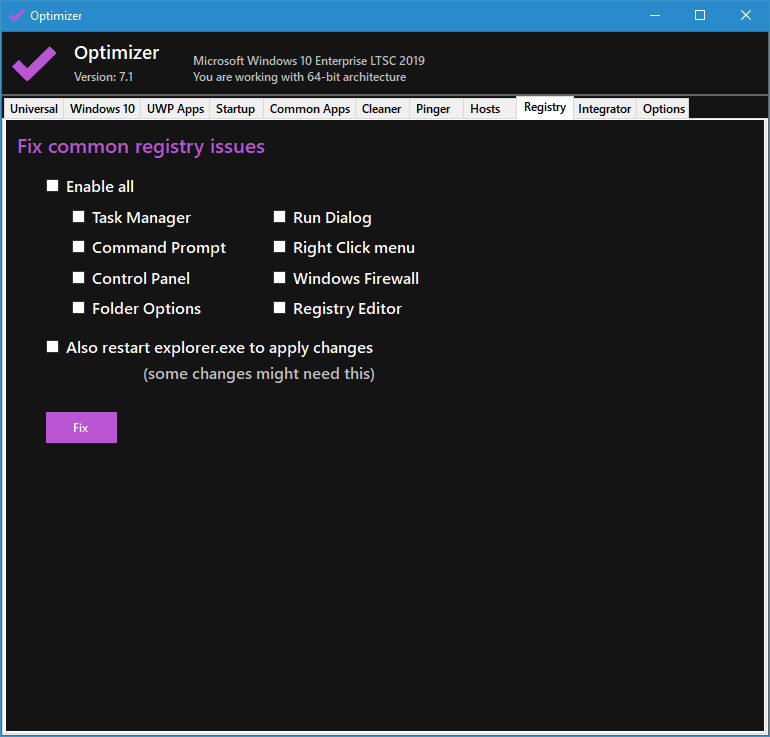 Optimizer
Optimizer
Version: 7.1
Microsoft Windows 10 Enterprise LTSC 2019
You are working with 64-bit architecture
Universal Windows 10 UWP Apps Startup Common Apps Cleaner Pinger Hosts Registry Integrator Options
Fix common registry issues
Enable all
Task Manager Run Dialog
Command Prompt Right Click menu
Control Panel Windows Firewall
Folder Options Registry Editor
Also restart explorer.exe to apply changes
(some changes might need this)
Fix